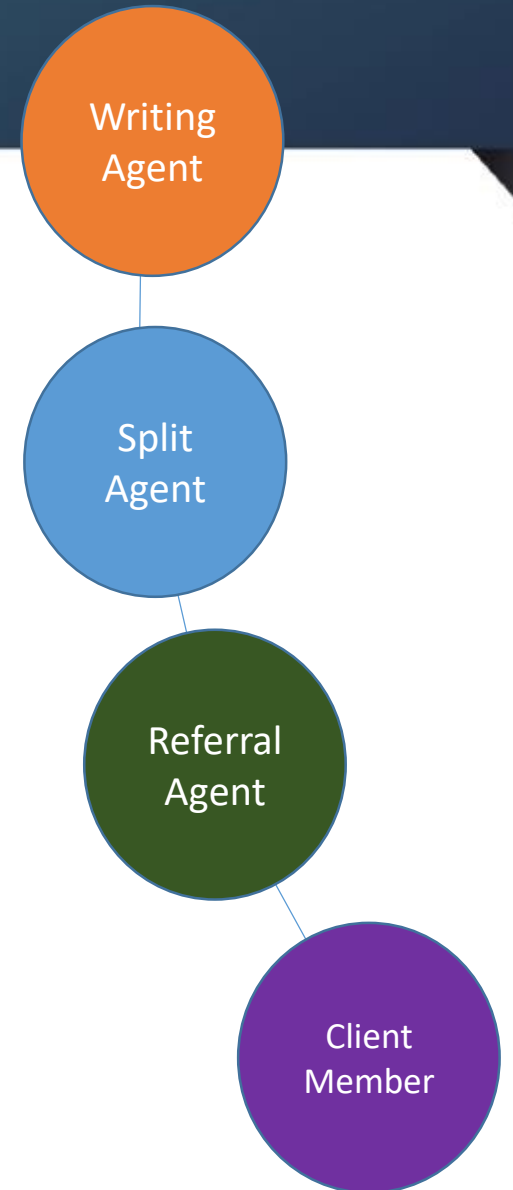 Writing
Agent
Split
Agent
Referral
Agent
Client
Member